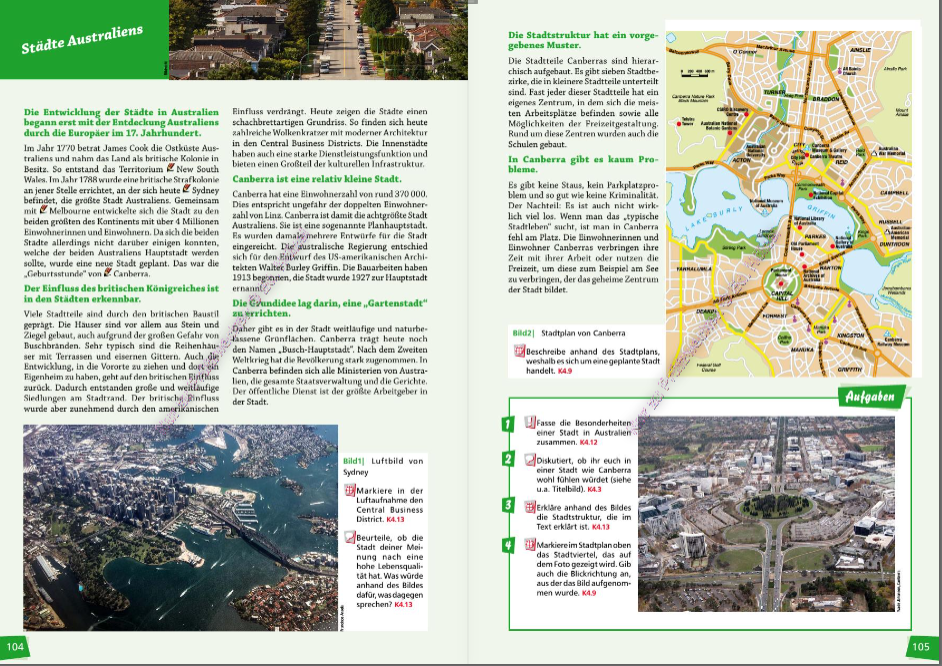 Städte Australiens
Die Entwicklung der Städte in Australien
begann erst mit der Entdeckung Australiens
durch die Europäer im 17. Jahrhundert.
Im Jahr 1770 betrat James Cook die Ostküste Aus-
traliens und nahm das Land als britische Kolonie in
Besitz. So entstand das Territorium New South
Wales. Im Jahr 1788 wurde eine britische Strafkolonie
an jener Stelle errichtet, an der sich heute Sydney
befindet, die größte Stadt Australiens. Gemeinsam
mit Melbourne entwickelte sich die Stadt zu den
beiden größten des Kontinents mit über 4 Millionen
Einwohnerinnen und Einwohnern. Da sich die beiden
Städte allerdings nicht darüber einigen konnten,
welche der beiden Australiens Hauptstadt werden
sollte, wurde eine neue Stadt geplant. Das war die
„Geburtsstunde" von Canberra.
Der Einfluss des britischen Königreiches ist
in den Städten erkennbar.
Viele Stadtteile sind durch den britischen Baustil
geprägt. Die Häuser sind vor allem aus Stein und
Ziegel gebaut, auch aufgrund der großen Gefahr von
Buschbränden. Sehr typisch sind die Reihenhäu-
ser mit Terrassen und eisernen Gittern. Auch die
Entwicklung, in die Vororte zu ziehen und dort ein
Eigenheim zu haben, geht auf den britischen Einfluss
zurück. Dadurch entstanden große und weitläufige
Siedlungen am Stadtrand. Der britische Einfluss
wurde aber zunehmend durch den amerikanischen
Einfluss verdrängt. Heute zeigen die Städte einen
schachbrettartigen Grundriss. So finden sich heute
zahlreiche Wolkenkratzer mit moderner Architektur
in den Central Business Districts. Die Innenstädte
haben auch eine starke Dienstleistungsfunktion und
bieten einen Großteil der kulturellen Infrastruktur.
Canberra ist eine relativ kleine Stadt.
Canberra hat eine Einwohnerzahl von rund 370 000.
Dies entspricht ungefähr der doppelten Einwohner-
zahl von Linz. Canberra ist damit die achtgrößte Stadt
Australiens. Sie ist eine sogenannte Planhauptstadt.
Es wurden damals mehrere Entwürfe für die Stadt
eingereicht. Die australische Regierung entschied
sich für den Entwurf des US-amerikanischen Archi-
tekten Walter Burley Griffin. Die Bauarbeiten haben
1913 begonnen, die Stadt wurde 1927 zur Hauptstadt
ernannt.
Die Grundidee lag darin, eine „Gartenstadt"
zu errichten.
Daher gibt es in der Stadt weitläufige und naturbe-
lassene Grünflächen. Canberra trägt heute noch
den Namen „Busch-Hauptstadt". Nach dem Zweiten
Weltkrieg hat die Bevölkerung stark zugenommen. In
Canberra befinden sich alle Ministerien von Austra-
lien, die gesamte Staatsverwaltung und die Gerichte.
Der öffentliche Dienst ist der größte Arbeitgeber in
der Stadt.
Bild1| Luftbild von
Sydney
Markiere in der
Luftaufnahme den
Central Business
District. K4.13
Beurteile, ob die
Stadt deiner Mei-
nung nach eine
hohe Lebensquali-
tät hat. Was würde
anhand des Bildes
dafür, was dagegen
sprechen? K4.13
104
Die Stadtstruktur hat ein vorge-
gebenes Muster.
Die Stadtteile Canberras sind hierar-
chisch aufgebaut. Es gibt sieben Stadtbe-
zirke, die in kleinere Stadtteile unterteilt
sind. Fast jeder dieser Stadtteile hat ein
eigenes Zentrum, in dem sich die meis-
ten Arbeitsplätze befinden sowie alle
Möglichkeiten der Freizeitgestaltung.
Rund um diese Zentren wurden auch die
Schulen gebaut.
In Canberra gibt es kaum Pro-
bleme.
Es gibt keine Staus, kein Parkplatzpro-
blem und so gut wie keine Kriminalität.
Der Nachteil: Es ist auch nicht wirk-
lich viel los. Wenn man das „typische
Stadtleben" sucht, ist man in Canberra
fehl am Platz. Die Einwohnerinnen und
Einwohner Canberras verbringen ihre
Zeit mit ihrer Arbeit oder nutzen die
Freizeit, um diese zum Beispiel am See
zu verbringen, der das geheime Zentrum
der Stadt bildet.
Bild2| Stadtplan von Canberra
Beschreibe anhand des Stadtplans,
weshalb es sich um eine geplante Stadt
handelt. K4.9
O'Connor
AINSLIE
TURNER
BRADDON
REID
ACTON
CITY
CAMPBELL
LAKE BURLEY GRIFFIN
RUSSELL
PARKES
BARTON
YARRALUMLA
CAPITAL HILL
DEAKIN
FORREST
KINGSTON
MANUKA
GRIFFITH
Aufgaben
1
Fasse die Besonderheiten
einer Stadt in Australien
zusammen. K4.12
2
Diskutiert, ob ihr euch in
einer Stadt wie Canberra
wohl fühlen würdet (siehe
u.a. Titelbild). K4.3
3
Erkläre anhand des Bildes
die Stadtstruktur, die im
Text erklärt ist. K4.13
4
Markiere im Stadtplan oben
das Stadtviertel, das auf
dem Foto gezeigt wird. Gib
auch die Blickrichtung an,
aus der das Bild aufgenom-
men wurde. K4.9
105